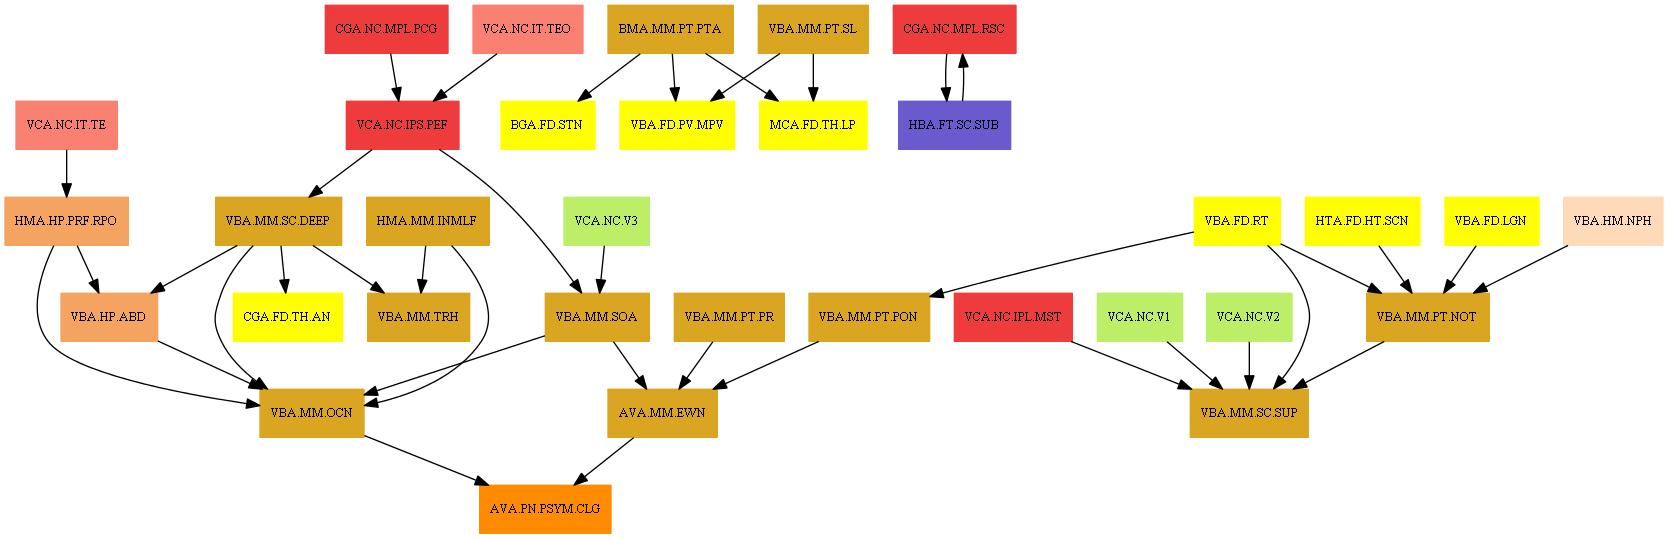 CGA.NC.MPL.PCG
VCA.NC.IT.TEO
BMA.MM.PT.PTA
VBA.MM.PT.SL
CGA.NC.MPL.RSC
VCA.NC.IT.TE
VCA.NC.IPS.PEF
BGA.FD.STN
VBA.FD.PV.MPV
MCA.FD.TH.LP
HBA.FT.SC.SUB
HMA.HP.PRF.RPO
VBA.MM.SC.DEEP
HMA.MM.INMLF
VCA.NC.V3
VBA.FD.RT
HTA.FD.HT.SCN
VBA.FD.LGN
VBA.HM.NPH
VBA.HP.ABD
CGA.FD.TH.AN
VBA.MM.TRH
VBA.MM.SOA
VBA.MM.PT.PR
VBA.MM.PT.PON
VCA.NC.IPL.MST
VCA.NC.V1
VCA.NC.V2
VBA.MM.PT.NOT
VBA.MM.OCN
AVA.MM.EWN
VBA.MM.SC.SUP
AVA.PN.PSYM.CLG